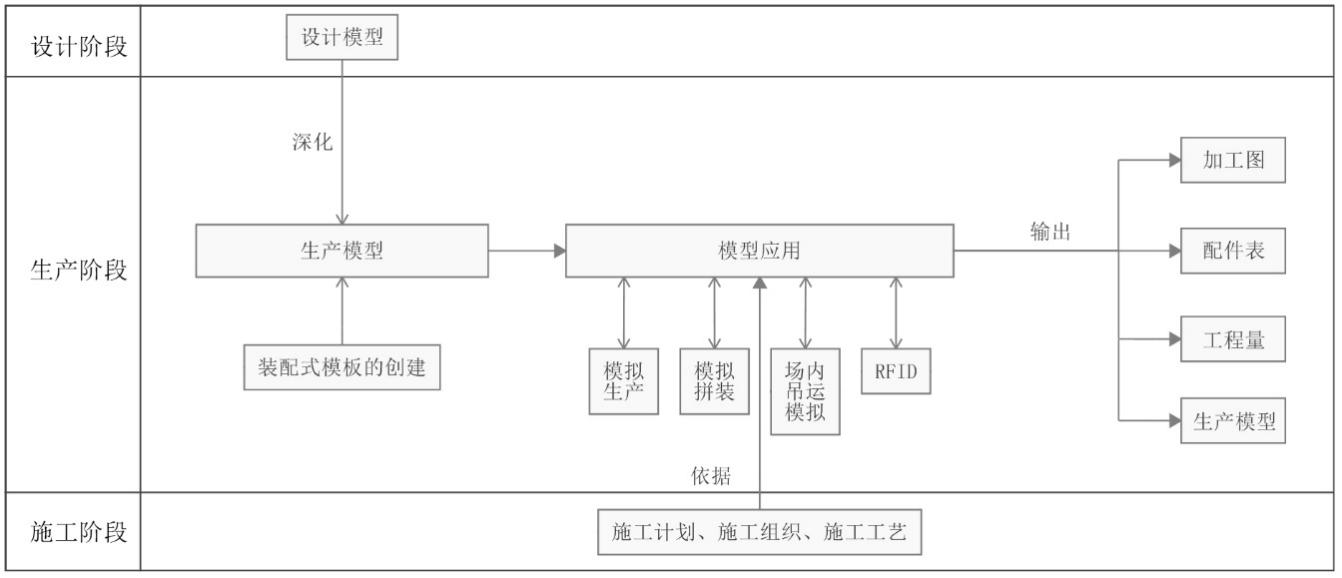 设计阶段
设计模型
生产阶段
深化
生产模型
装配式模板的创建
模型应用
模拟
生产
模拟
拼装
场内
吊运
模拟
RFID
依据
输出
加工图
配件表
工程量
生产模型
施工阶段
施工计划、施工组织、施工工艺